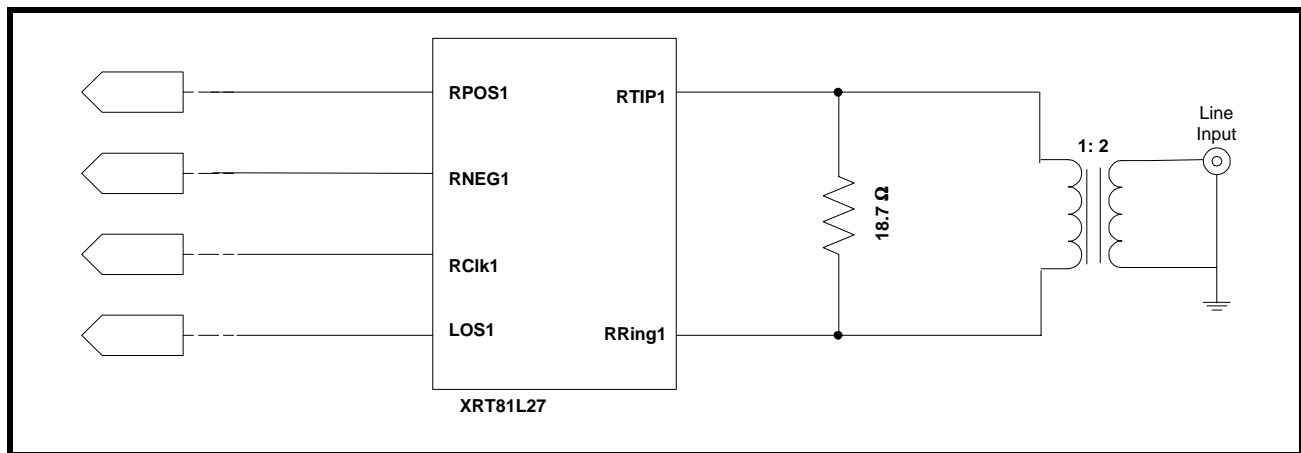 RPOS1
RTIP1
Line
Input
1: 2
RNEG1
18.7 Ω
RClk1
LOS1
RRing1
XRT81L27